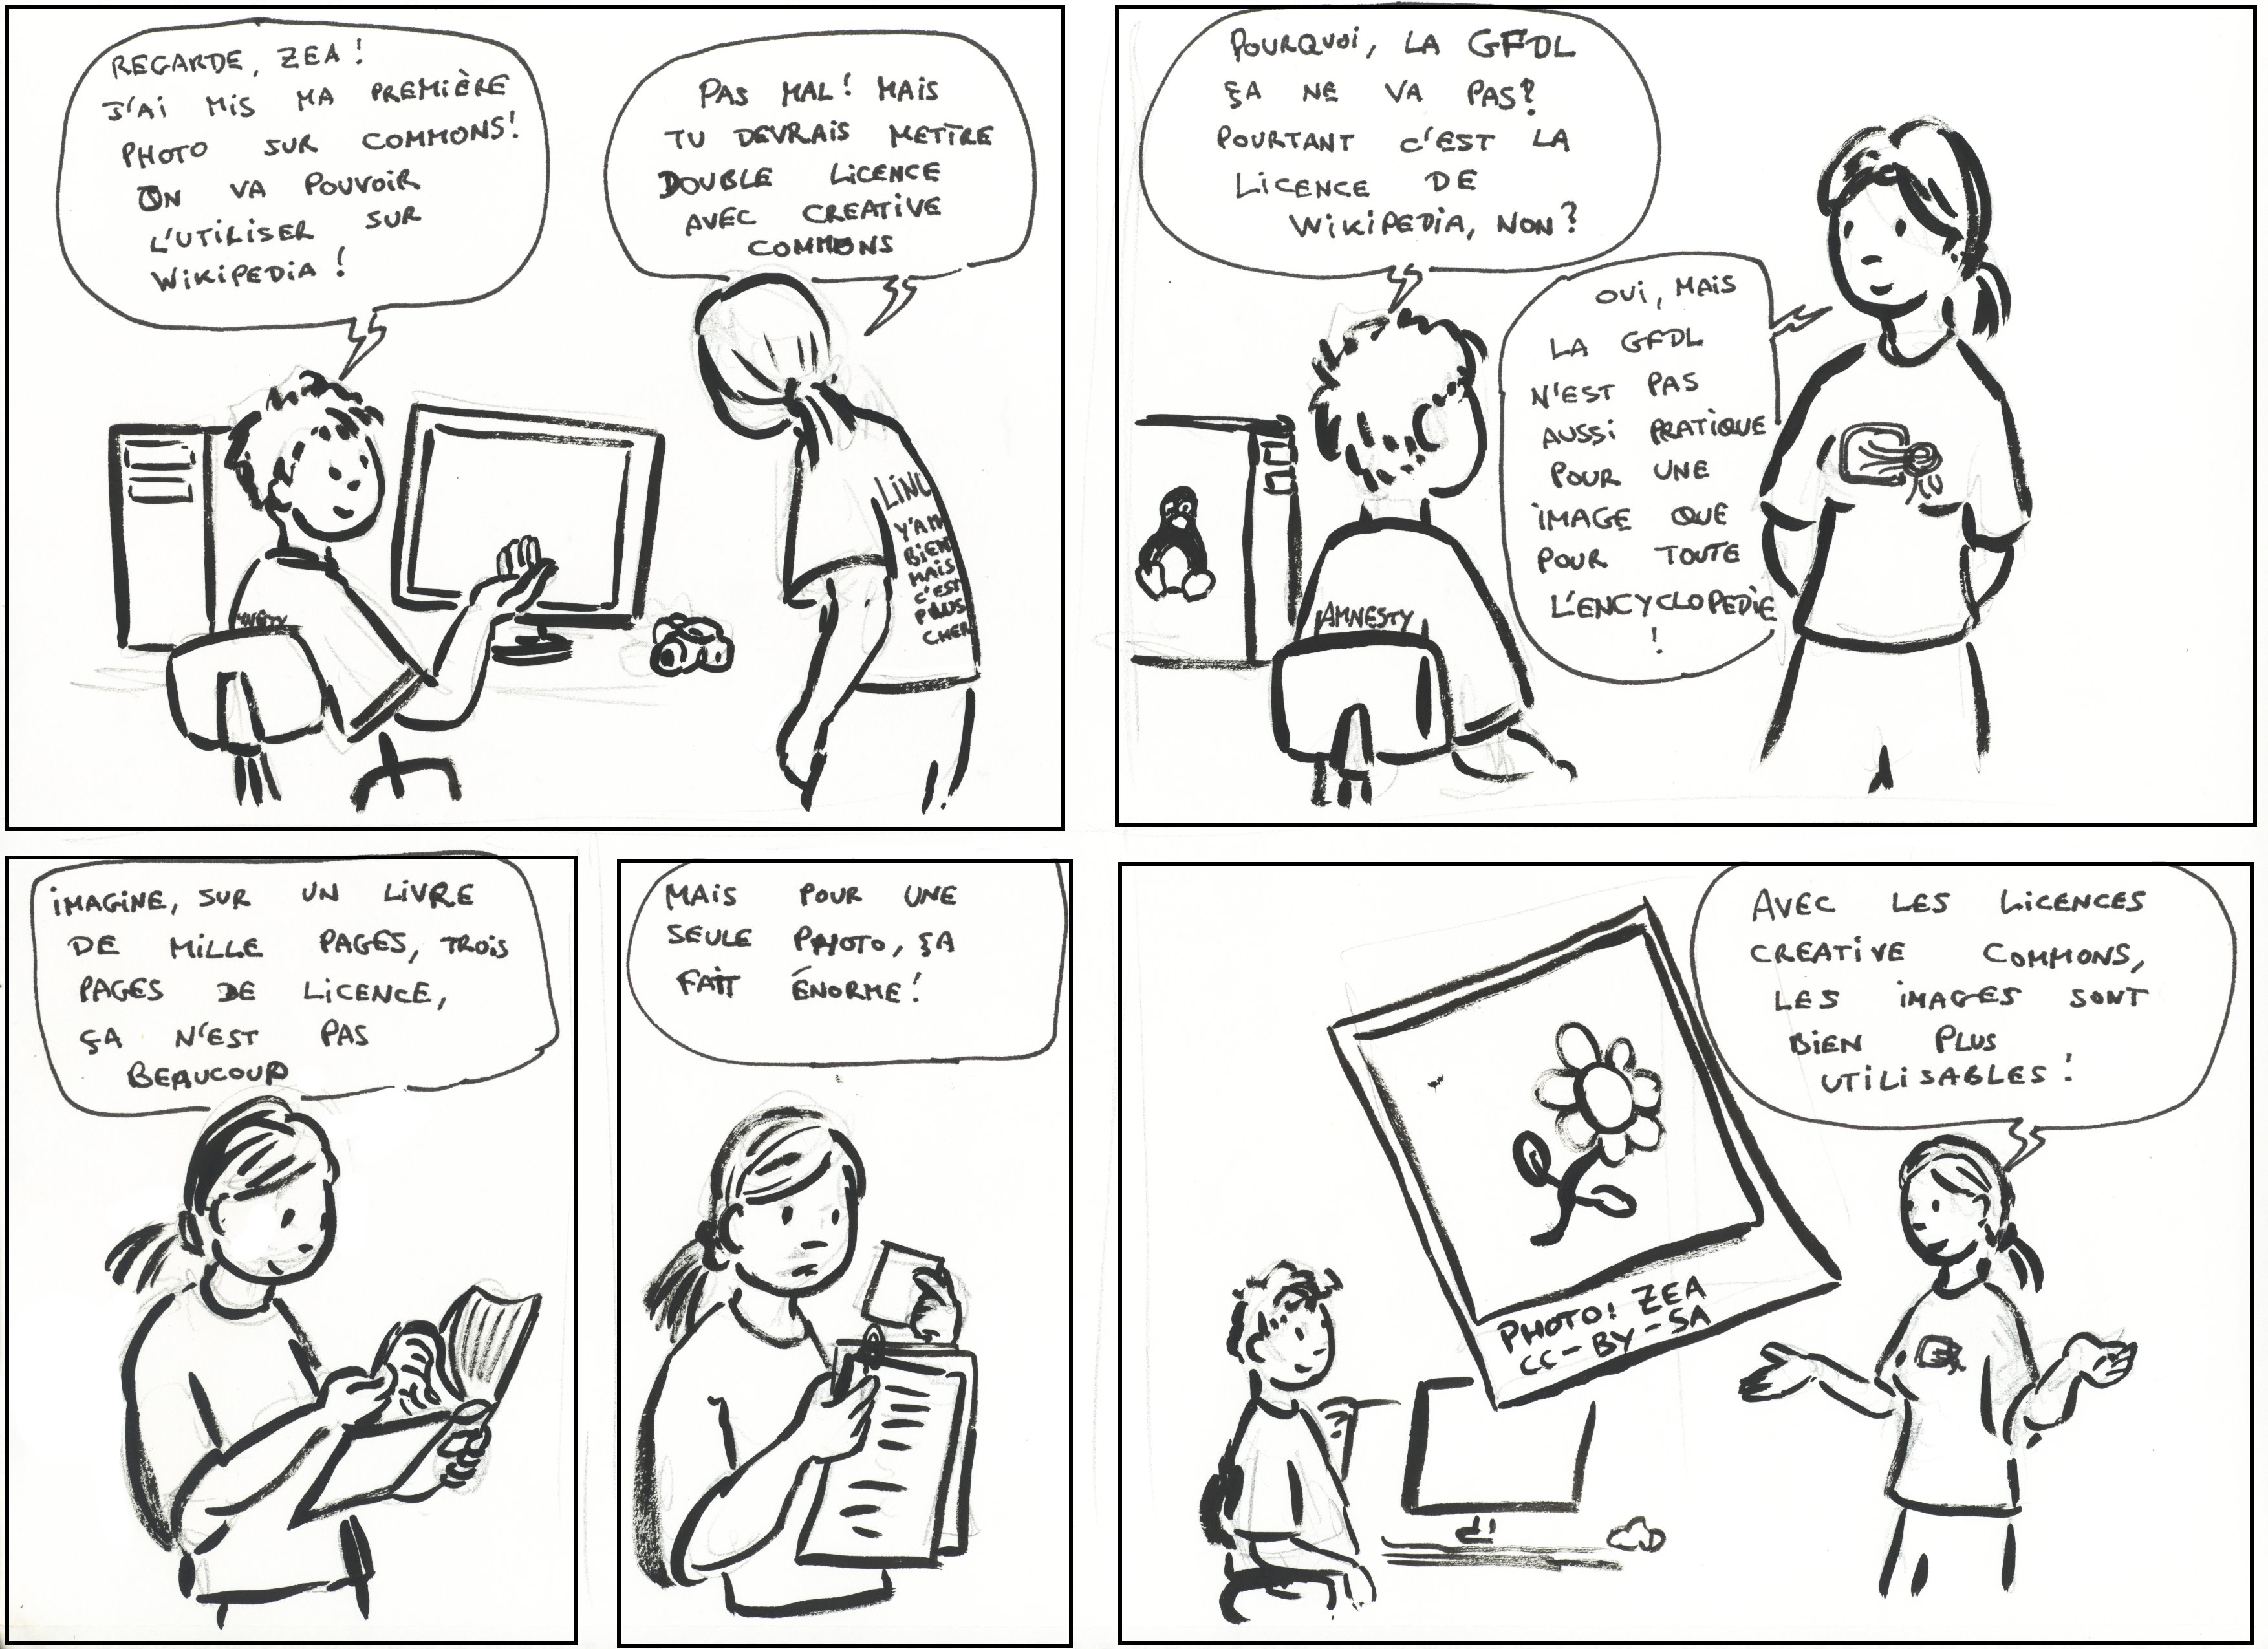 REGARDE, ZEA !
J'AI MIS MA PREMIÈRE
PHOTO SUR COMMONS!
ON VA POUVOIR
L'UTILISER SUR
WIKIPEDIA !
PAS MAL! MAIS
TU DEVRAIS METTRE
DOUBLE LICENCE
AVEC CREATIVE
COMMONS
Y'A
BIEN
MAIS
C'EST
PLUS
CHER
POURQUOI, LA GFDL
ÇA NE VA PAS?
POURTANT C'EST LA
LICENCE DE
WIKIPEDIA, NON?
OUI, MAIS
LA GFDL
N'EST PAS
AUSSI PRATIQUE
POUR UNE
IMAGE QUE
POUR TOUTE
L'ENCYCLOPEDIE
!
AMNESTY
IMAGINE, SUR UN LIVRE
DE MILLE PAGES, TROIS
PAGES DE LICENCE,
ÇA N'EST PAS
BEAUCOUP
MAIS POUR UNE
SEULE PHOTO, ÇA
FAIT ÉNORME!
AVEC LES LICENCES
CREATIVE COMMONS,
LES IMAGES SONT
BIEN PLUS
UTILISABLES!
PHOTO: ZEA
CC-BY-SA